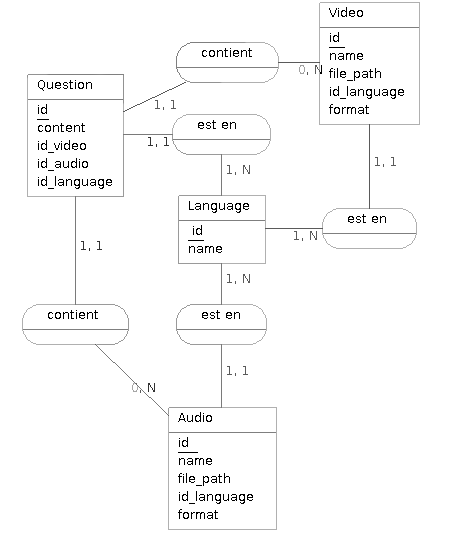 Video
id
name
file_path
id_language
format
contient
0, N
Question
id
content
id_video
id_audio
id_language
1, 1
est en
1, 1
1, N
1, 1
Language
id
name
est en
1, N
1, 1
1, N
contient
est en
1, 1
0, N
Audio
id
name
file_path
id_language
format